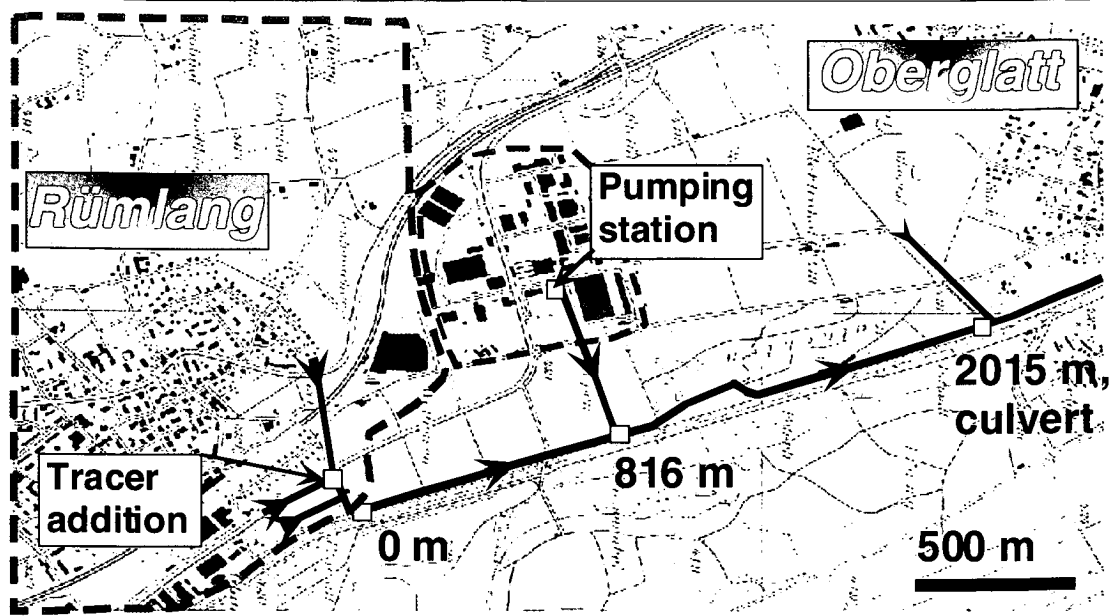 Oberglatt
Rümlang
Pumping
station
2015 m,
culvert
Tracer
addition
816 m
0 m
500 m